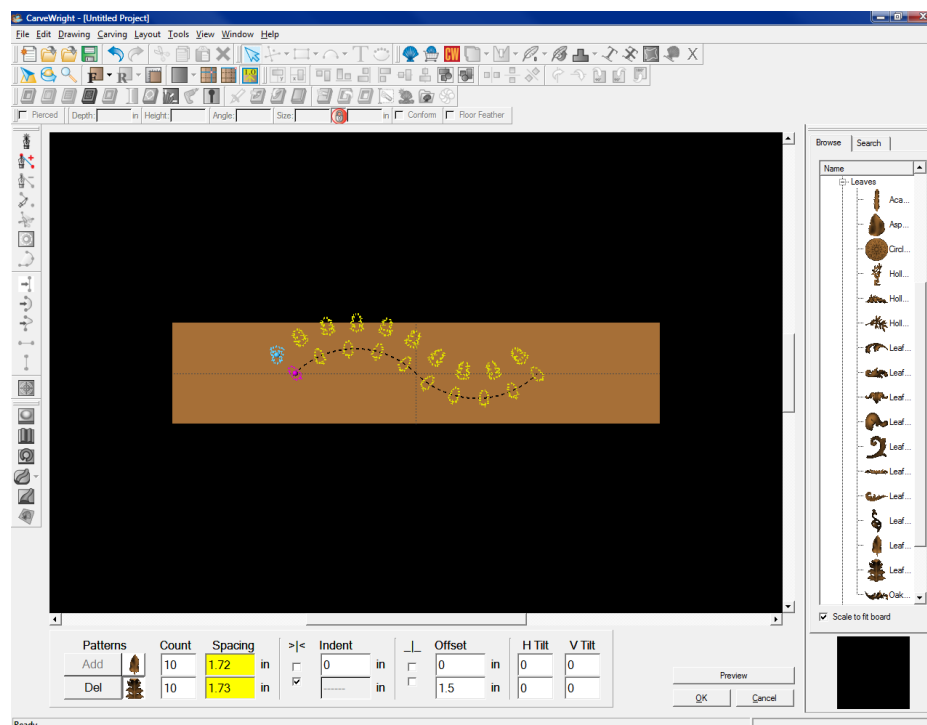 CarveWright - [Untitled Project]
File Edit Drawing Carving Layout Tools View Window Help
CW
Pierced Depth: in Height: Angle: Size: in Conform Floor Feather
Browse Search
Name
Leaves
Aca...
Asp...
Circl...
Holl...
Holl...
Holl...
Leaf...
Leaf...
Leaf...
Leaf...
Leaf...
Leaf...
Leaf...
Leaf...
Leaf...
Leaf...
Oak...
Scale to fit board
Patterns Count Spacing >|< Indent _|_ Offset H Tilt V Tilt
Add 10 1.72 in 0 in 0 in 0 0
Del 10 1.73 in ------ in 1.5 in 0 0
Preview
OK Cancel
Ready